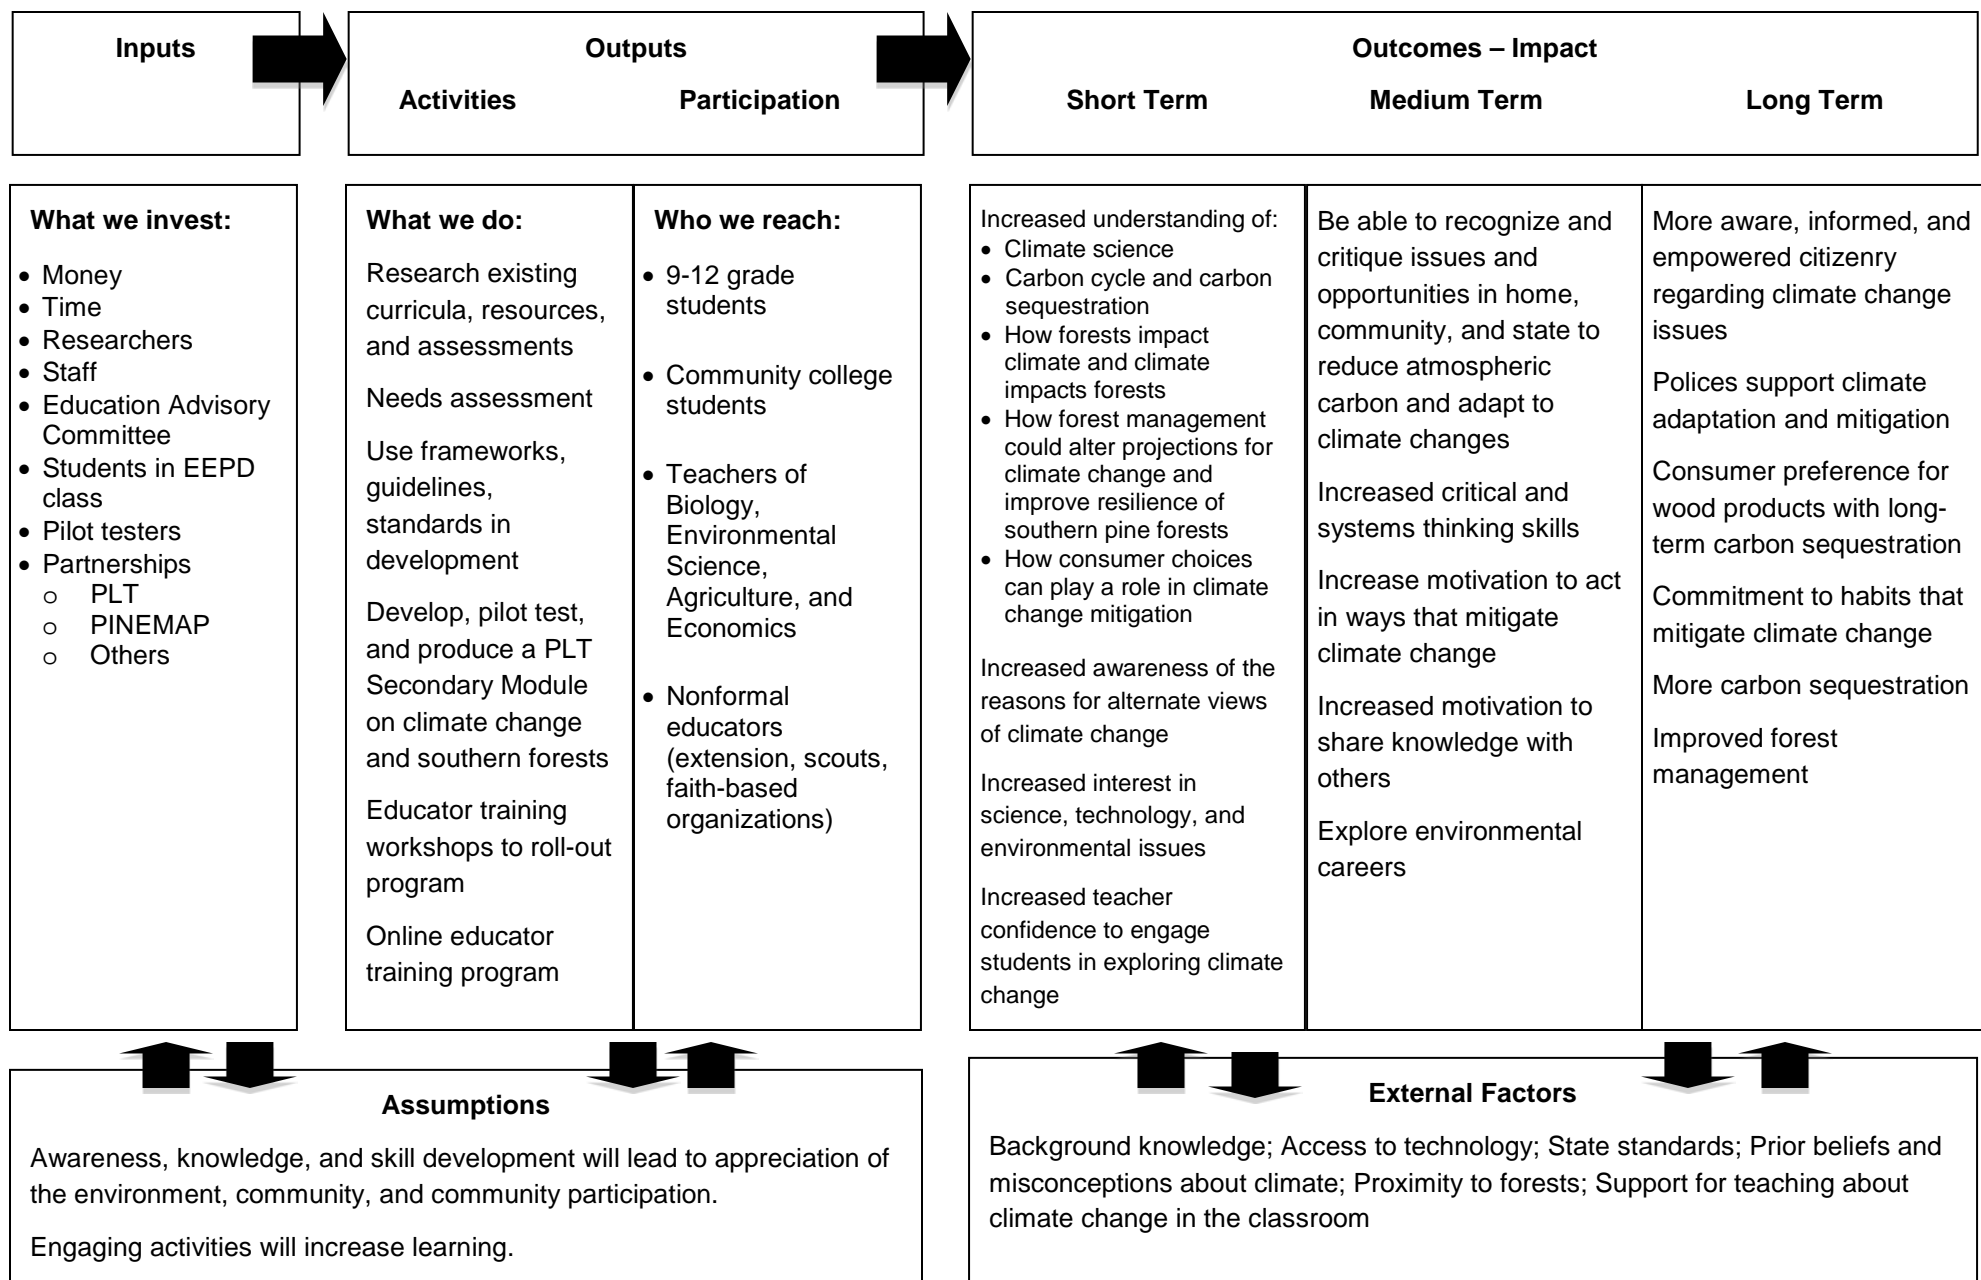 Inputs
Outputs
Activities Participation
Outcomes – Impact
Short Term Medium Term Long Term
What we invest:
• Money
• Time
• Researchers
• Staff
• Education Advisory
Committee
• Students in EEPD
class
• Pilot testers
• Partnerships
o PLT
o PINEMAP
o Others
What we do:
Research existing
curricula, resources,
and assessments
Needs assessment
Use frameworks,
guidelines,
standards in
development
Develop, pilot test,
and produce a PLT
Secondary Module
on climate change
and southern forests
Educator training
workshops to roll-out
program
Online educator
training program
Who we reach:
• 9-12 grade
students
• Community college
students
• Teachers of
Biology,
Environmental
Science,
Agriculture, and
Economics
• Nonformal
educators
(extension, scouts,
faith-based
organizations)
Increased understanding of:
• Climate science
• Carbon cycle and carbon
sequestration
• How forests impact
climate and climate
impacts forests
• How forest management
could alter projections for
climate change and
improve resilience of
southern pine forests
• How consumer choices
can play a role in climate
change mitigation
Increased awareness of the
reasons for alternate views
of climate change
Increased interest in
science, technology, and
environmental issues
Increased teacher
confidence to engage
students in exploring climate
change
Be able to recognize and
critique issues and
opportunities in home,
community, and state to
reduce atmospheric
carbon and adapt to
climate changes
Increased critical and
systems thinking skills
Increase motivation to act
in ways that mitigate
climate change
Increased motivation to
share knowledge with
others
Explore environmental
careers
More aware, informed, and
empowered citizenry
regarding climate change
issues
Polices support climate
adaptation and mitigation
Consumer preference for
wood products with long-
term carbon sequestration
Commitment to habits that
mitigate climate change
More carbon sequestration
Improved forest
management
Assumptions
Awareness, knowledge, and skill development will lead to appreciation of
the environment, community, and community participation.
Engaging activities will increase learning.
External Factors
Background knowledge; Access to technology; State standards; Prior beliefs and
misconceptions about climate; Proximity to forests; Support for teaching about
climate change in the classroom